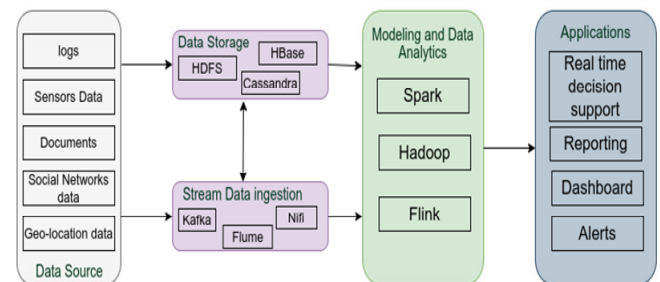 logs
Sensors Data
Documents
Social Networks
data
Geo-location data
Data Source
Data Storage
HBase
HDFS
Cassandra
Stream Data ingestion
Kafka
Nifi
Flume
Modeling and Data
Analytics
Spark
Hadoop
Flink
Applications
Real time
decision
support
Reporting
Dashboard
Alerts